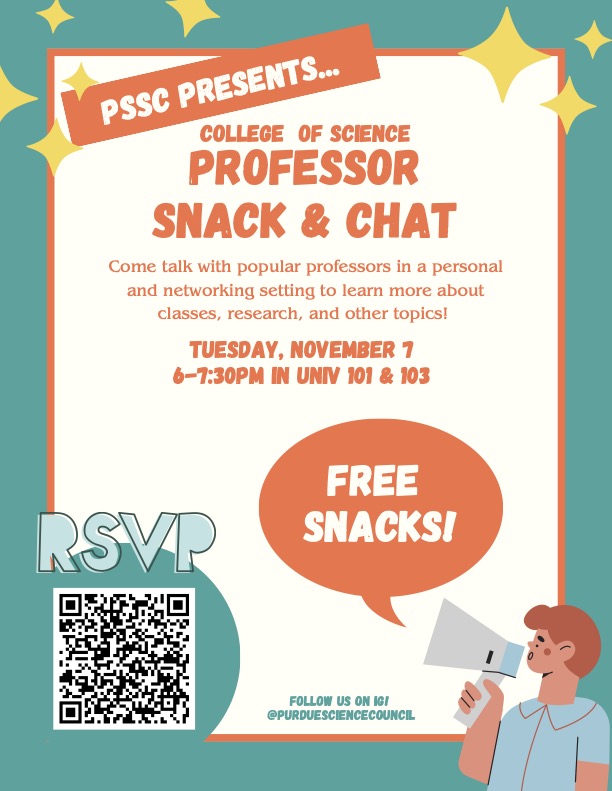 PSSC PRESENTS...
COLLEGE OF SCIENCE
PROFESSOR
SNACK & CHAT
Come talk with popular professors in a personal
and networking setting to learn more about
classes, research, and other topics!
TUESDAY, NOVEMBER 7
6-7:30PM IN UNIV 101 & 103
FREE
SNACKS!
RSVP
FOLLOW US ON IG!
@PURDUESCIENCECOUNCIL